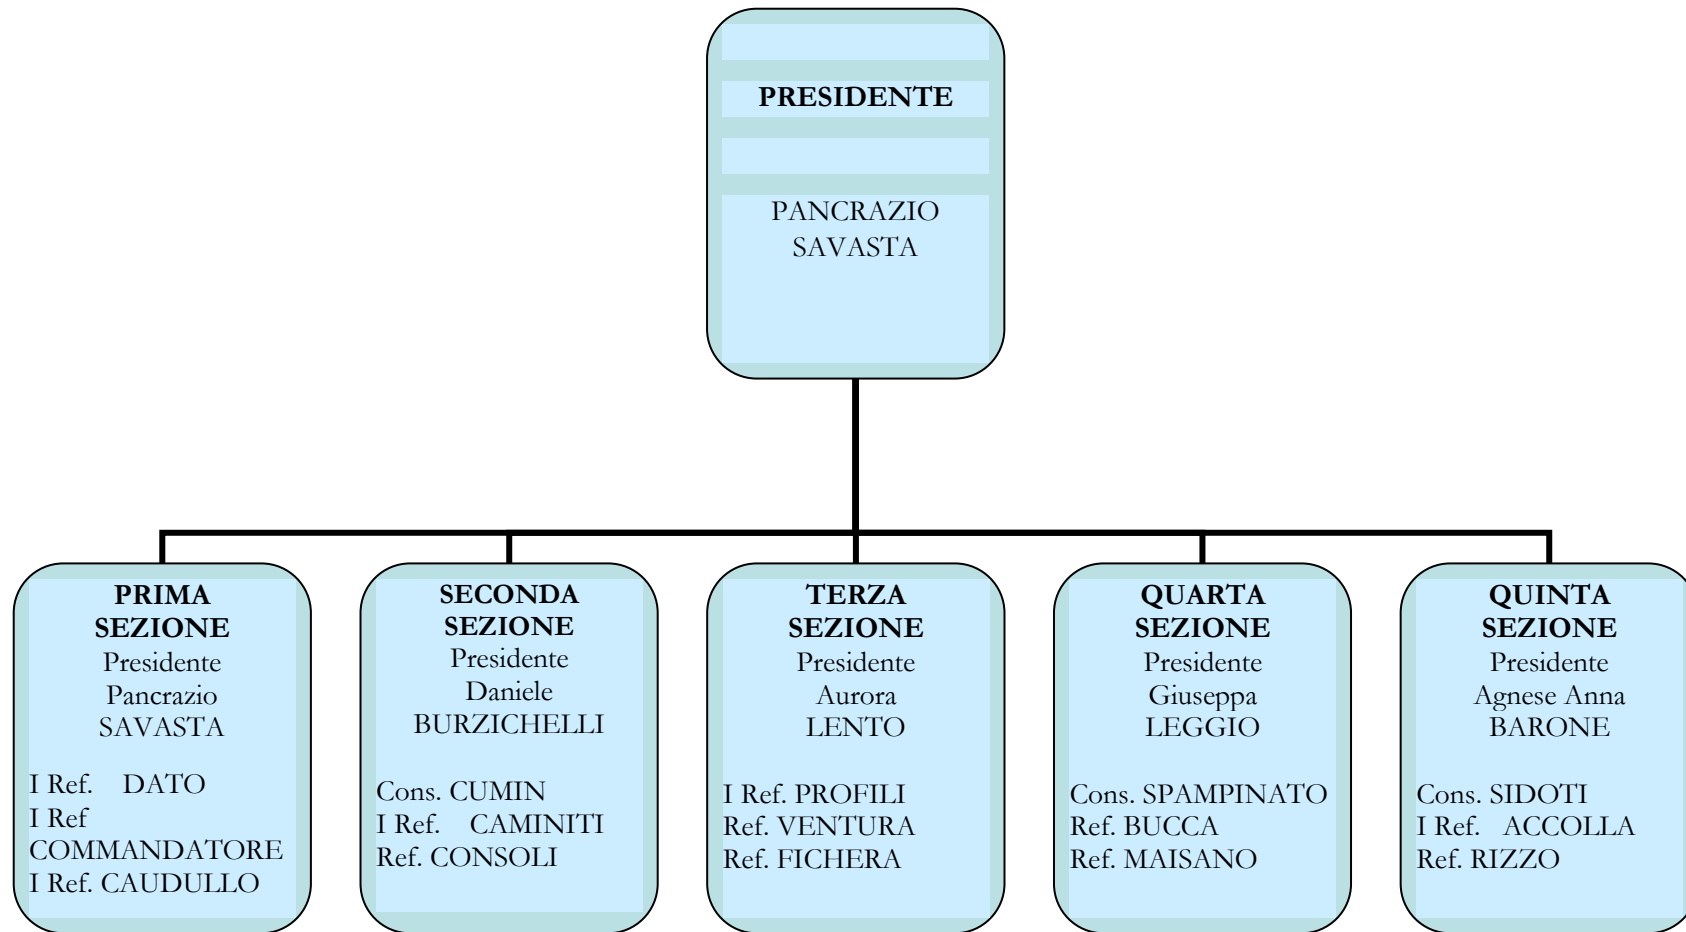 PRESIDENTE
PANCRAZIO
SAVASTA
PRIMA
SEZIONE
Presidente
Pancrazio
SAVASTA
I Ref. DATO
I Ref
COMMANDATORE
I Ref. CAUDULLO
SECONDA
SEZIONE
Presidente
Daniele
BURZICHELLI
Cons. CUMIN
I Ref. CAMINITI
Ref. CONSOLI
TERZA
SEZIONE
Presidente
Aurora
LENTO
I Ref. PROFILI
Ref. VENTURA
Ref. FICHERA
QUARTA
SEZIONE
Presidente
Giuseppa
LEGGIO
Cons. SPAMPINATO
Ref. BUCCA
Ref. MAISANO
QUINTA
SEZIONE
Presidente
Agnese Anna
BARONE
Cons. SIDOTI
I Ref. ACCOLLA
Ref. RIZZO